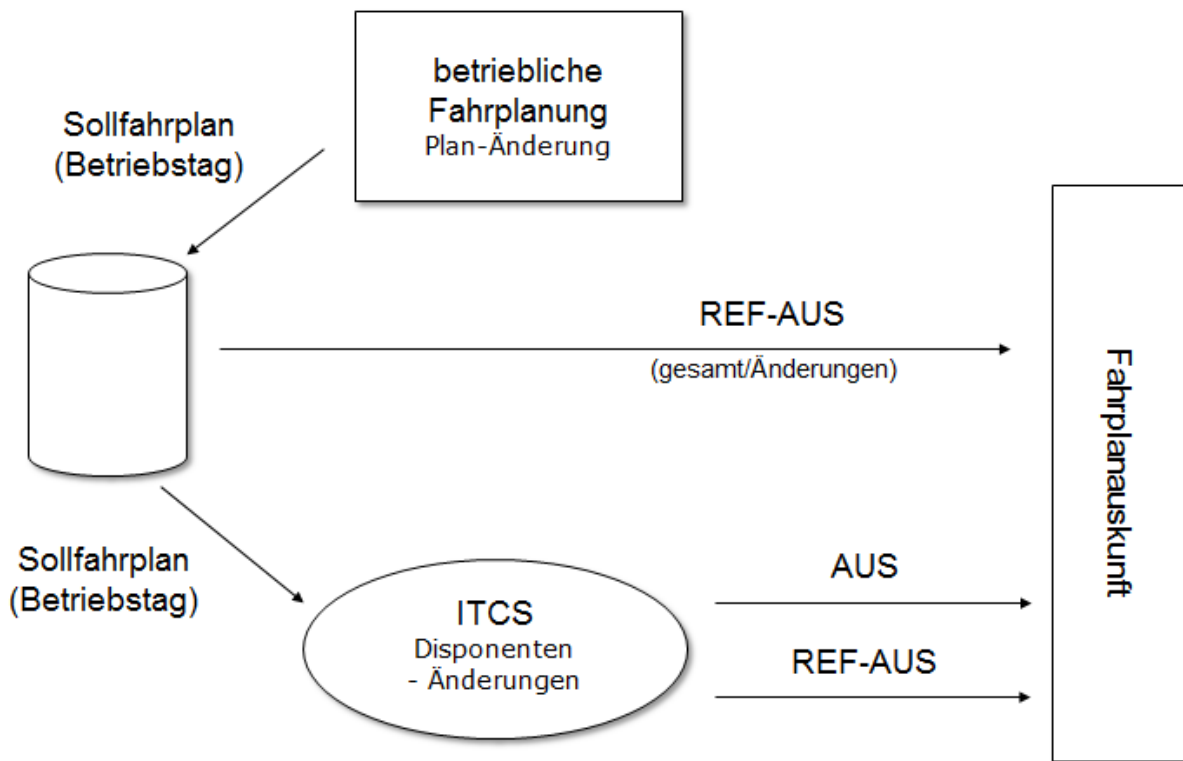 betriebliche
Fahrplanung
Plan-Änderung
Sollfahrplan
(Betriebstag)
REF-AUS
(gesamt/Änderungen)
Fahrplanauskunft
Sollfahrplan
(Betriebstag)
ITCS
Disponenten
- Änderungen
AUS
REF-AUS